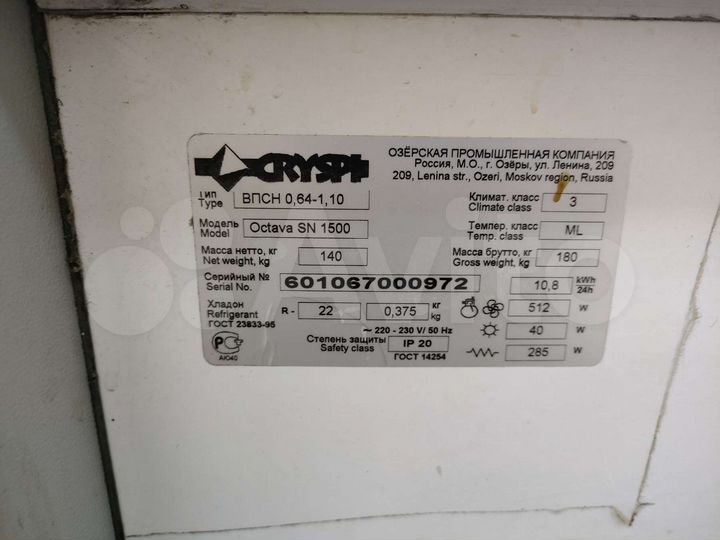 CRYSPI
ОЗЁРСКАЯ ПРОМЫШЛЕННАЯ КОМПАНИЯ
Россия, М.О., г. Озёры, ул. Ленина, 209
209, Lenina str., Ozeri, Moskov region, Russia
Тип
Type
ВПСН 0,64-1,10
Климат. класс
Climate class
3
Модель
Model
Octava SN 1500
Темпер. класс
Temp. class
ML
Масса нетто, кг
Net weight, kg
140
Масса брутто, кг
Gross weight, kg
180
Серийный №
Serial No.
601067000972
10,8
kWh
24h
Хладон
Refrigerant
ГОСТ 23833-95
R - 22
0,375
кг
kg
512 W
~ 220 - 230 V/ 50 Hz
40 W
Степень защиты
Safety class
IP 20
ГОСТ 14254
285 W
РС
АЮ40
Avito